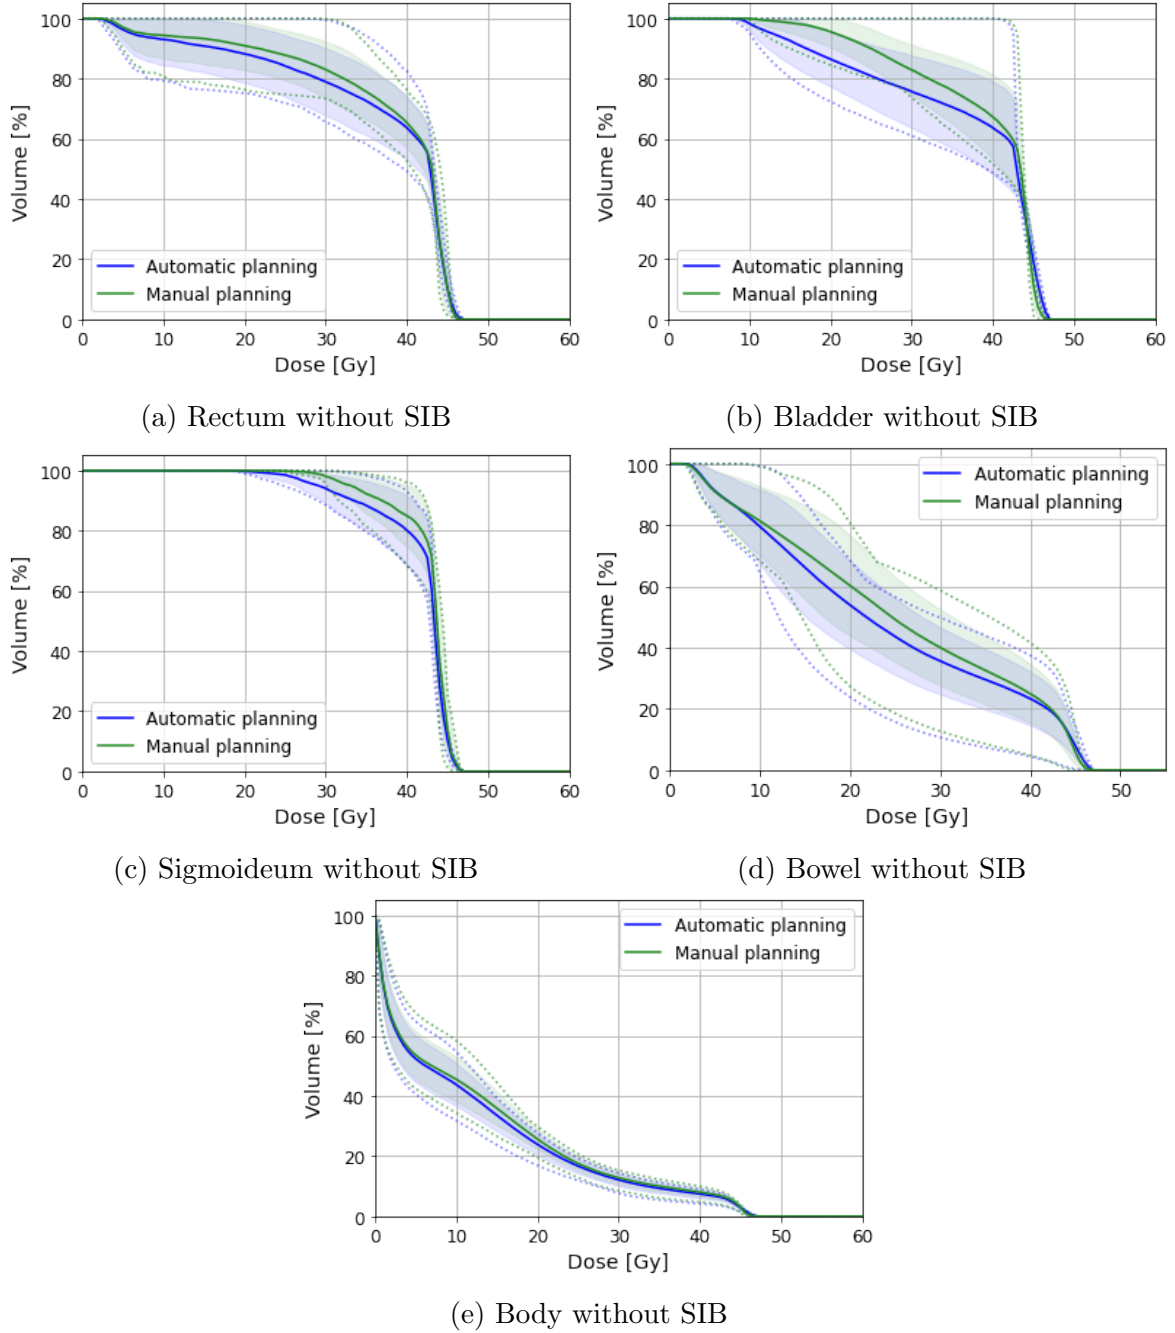 100
80
60
40
20
0
Volume [%]
Automatic planning
Manual planning
0 10 20 30 40 50 60
Dose [Gy]
(a) Rectum without SIB
100
80
60
40
20
0
Volume [%]
Automatic planning
Manual planning
0 10 20 30 40 50 60
Dose [Gy]
(b) Bladder without SIB
100
80
60
40
20
0
Volume [%]
Automatic planning
Manual planning
0 10 20 30 40 50 60
Dose [Gy]
(c) Sigmoideum without SIB
100
80
60
40
20
0
Volume [%]
Automatic planning
Manual planning
0 10 20 30 40 50
Dose [Gy]
(d) Bowel without SIB
100
80
60
40
20
0
Volume [%]
Automatic planning
Manual planning
0 10 20 30 40 50 60
Dose [Gy]
(e) Body without SIB